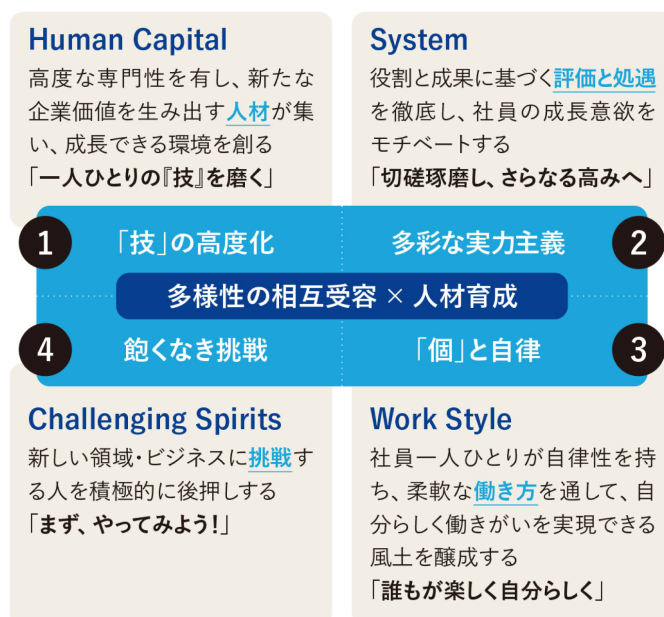 Human Capital
高度な専門性を有し、新たな
企業価値を生み出す人材が集
い、成長できる環境を創る
「一人ひとりの『技』を磨く」
System
役割と成果に基づく評価と処遇
を徹底し、社員の成長意欲を
モチベートする
「切磋琢磨し、さらなる高みへ」
1
「技」の高度化
多彩な実力主義
2
多様性の相互受容 × 人材育成
4
飽くなき挑戦
「個」と自律
3
Challenging Spirits
新しい領域・ビジネスに挑戦す
る人を積極的に後押しする
「まず、やってみよう!」
Work Style
社員一人ひとりが自律性を持
ち、柔軟な働き方を通して、自
分らしく働きがいを実現できる
風土を醸成する
「誰もが楽しく自分らしく」